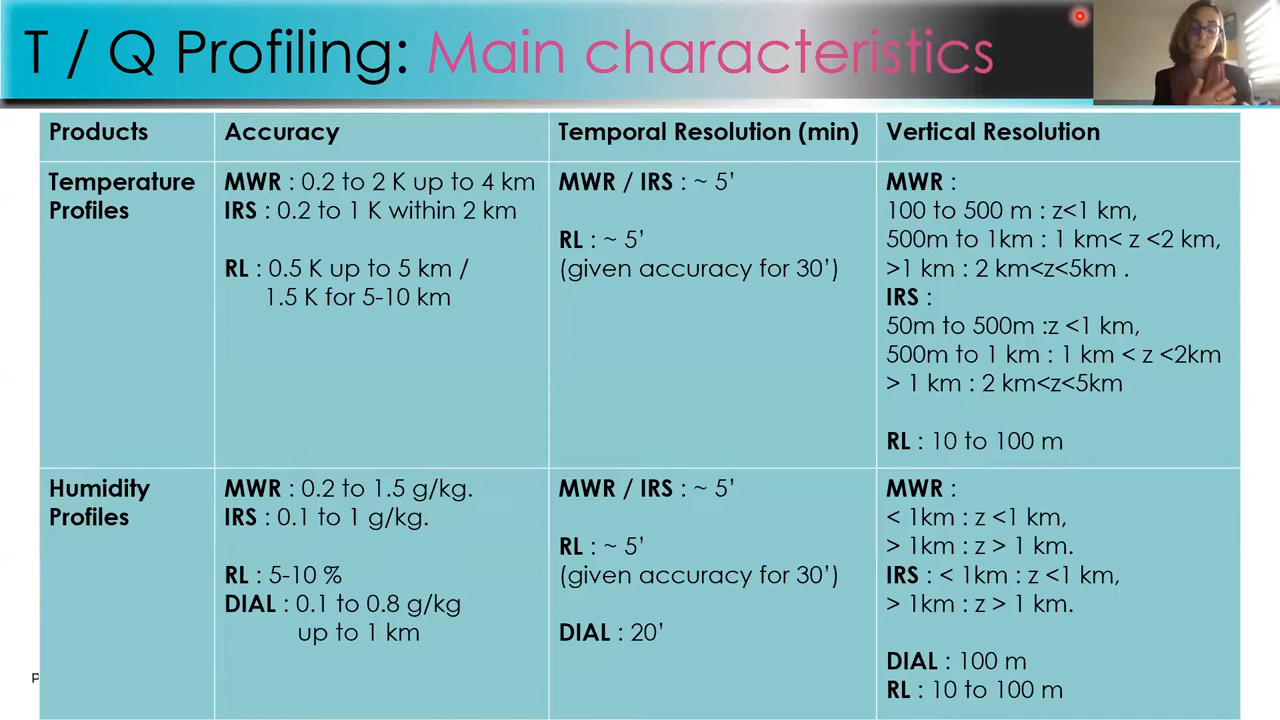 T / Q Profiling: Main characteristics
Products
Accuracy
Temporal Resolution (min)
Vertical Resolution
Temperature
Profiles
MWR : 0.2 to 2 K up to 4 km
IRS : 0.2 to 1 K within 2 km
RL : 0.5 K up to 5 km /
1.5 K for 5-10 km
MWR / IRS : ~ 5’
RL : ~ 5’
(given accuracy for 30’)
MWR :
100 to 500 m : z<1 km,
500m to 1km : 1 km< z <2 km,
>1 km : 2 km<z<5km .
IRS :
50m to 500m :z <1 km,
500m to 1 km : 1 km < z <2km
> 1 km : 2 km<z<5km
RL : 10 to 100 m
Humidity
Profiles
MWR : 0.2 to 1.5 g/kg.
IRS : 0.1 to 1 g/kg.
RL : 5-10 %
DIAL : 0.1 to 0.8 g/kg
up to 1 km
MWR / IRS : ~ 5’
RL : ~ 5’
(given accuracy for 30’)
DIAL : 20’
MWR :
< 1km : z <1 km,
> 1km : z > 1 km.
IRS : < 1km : z <1 km,
> 1km : z > 1 km.
DIAL : 100 m
RL : 10 to 100 m